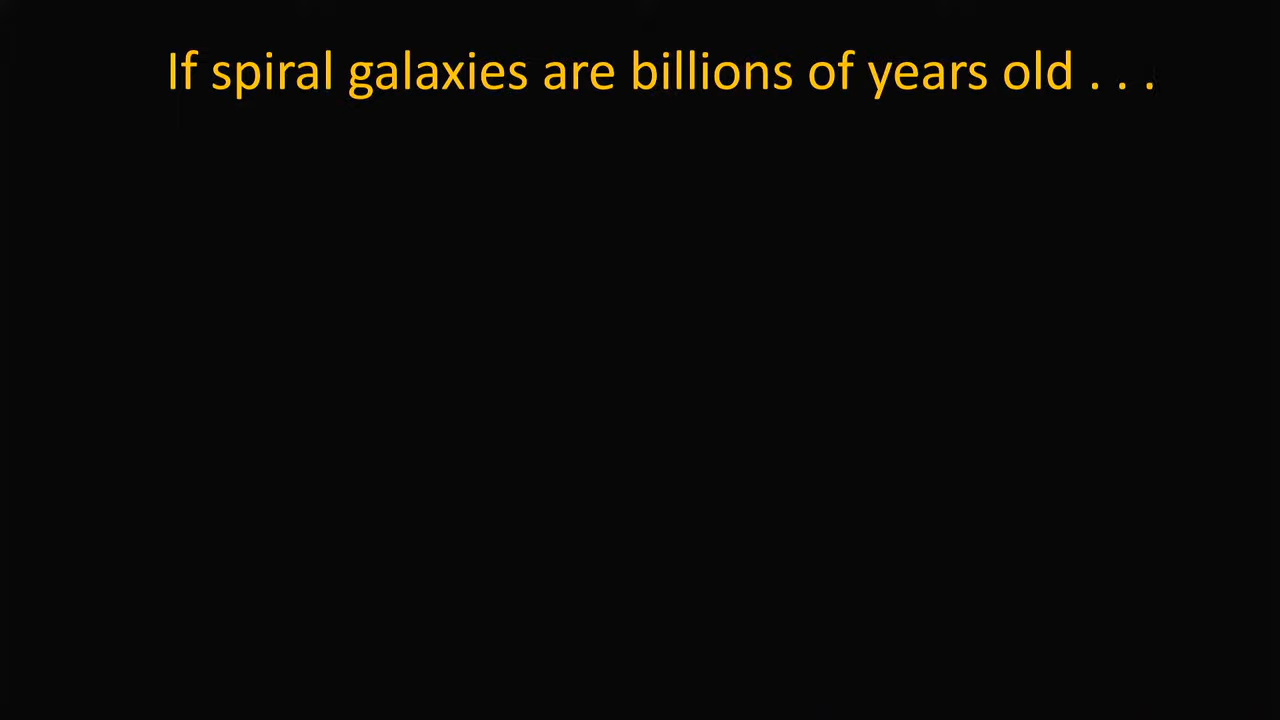 If spiral galaxies are billions of years old . . .